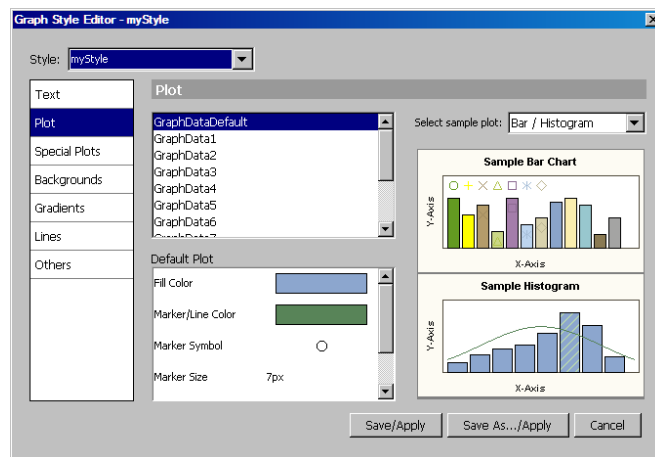 Graph Style Editor - myStyle
Style: myStyle
Text
Plot
Special Plots
Backgrounds
Gradients
Lines
Others
Plot
GraphDataDefault
GraphData1
GraphData2
GraphData3
GraphData4
GraphData5
GraphData6
GraphData7
Default Plot
Fill Color
Marker/Line Color
Marker Symbol
Marker Size 7px
Select sample plot: Bar / Histogram
Sample Bar Chart
Y-Axis
X-Axis
Sample Histogram
Y-Axis
X-Axis
Save/Apply Save As.../Apply Cancel